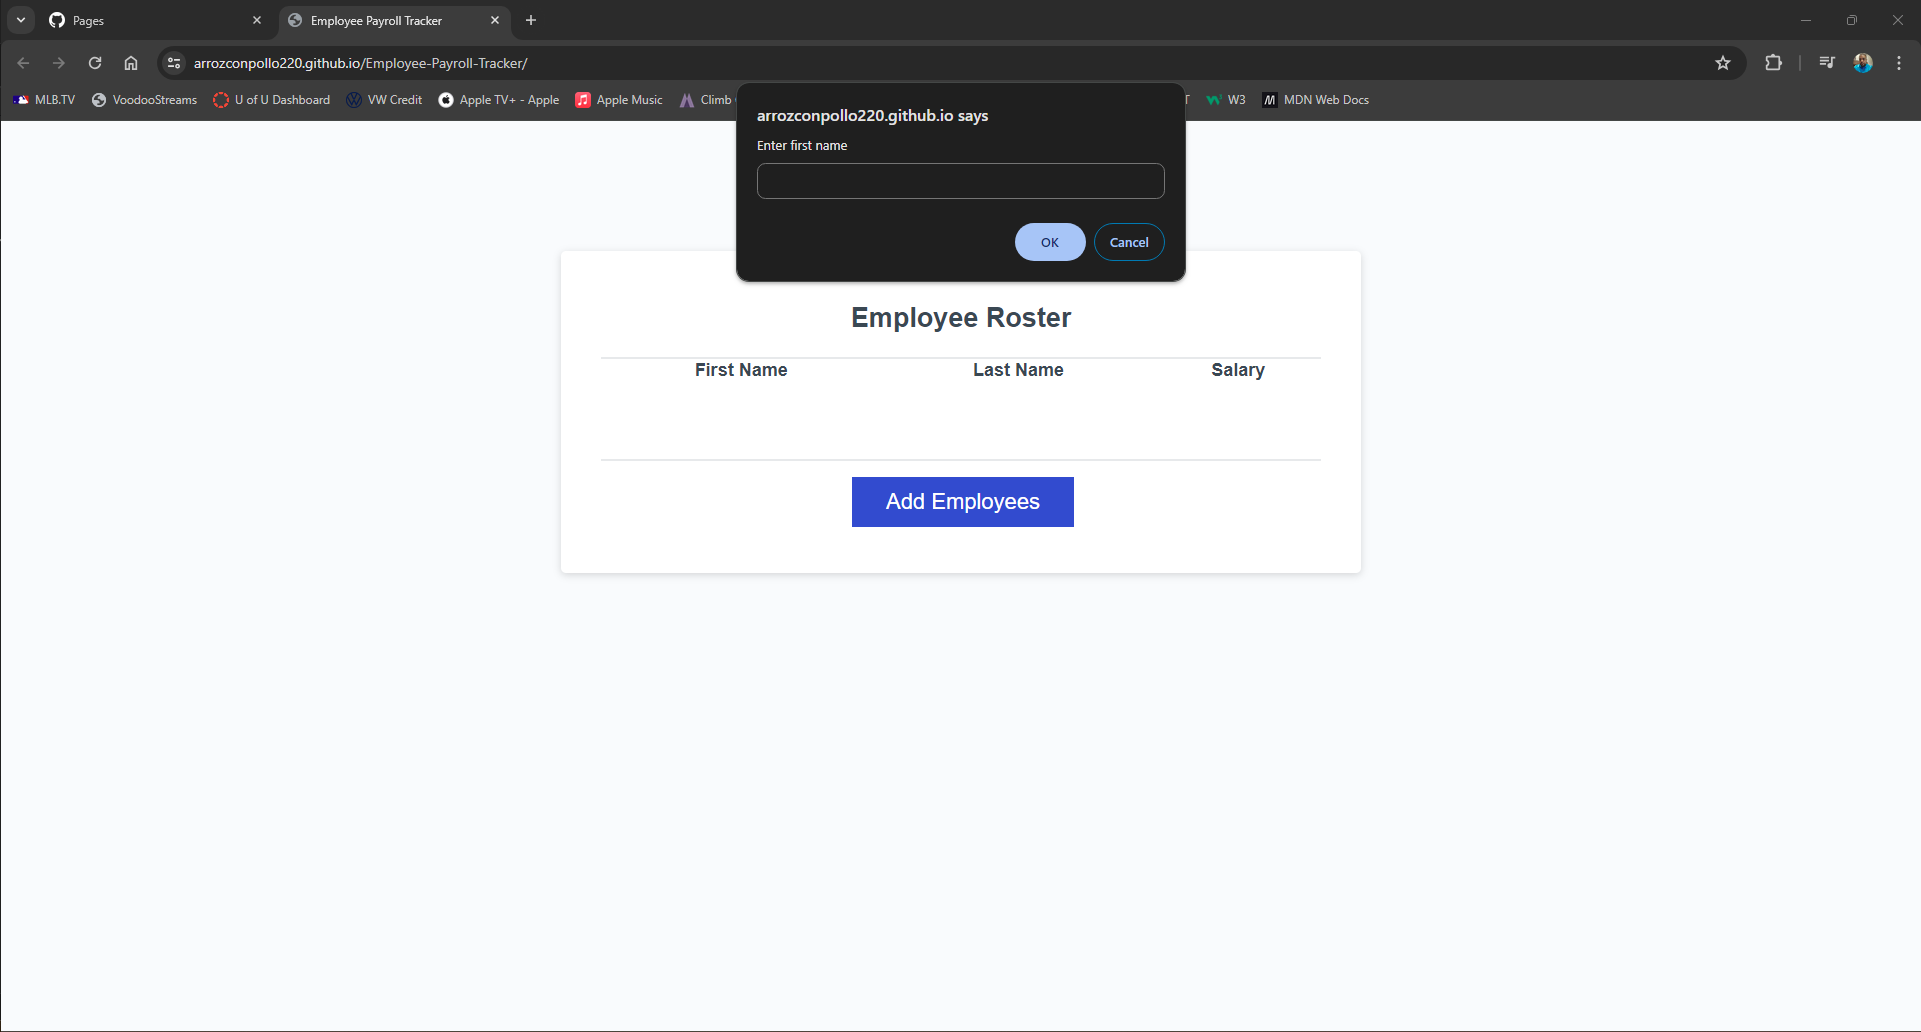 Pages
Employee Payroll Tracker
arrozconpollo220.github.io/Employee-Payroll-Tracker/
MLB.TV VoodooStreams U of U Dashboard VW Credit Apple TV+ - Apple Apple Music Climb T W3 MDN Web Docs
arrozconpollo220.github.io says
Enter first name
OK Cancel
Employee Roster
First Name Last Name Salary
Add Employees